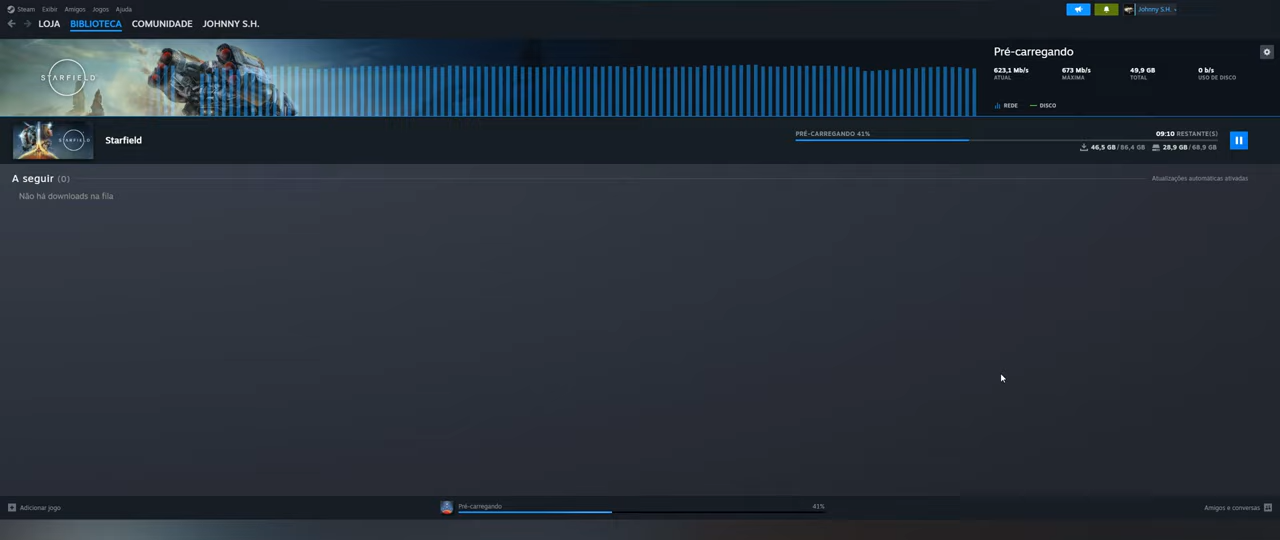 Steam Exibir Amigos Jogos Ajuda
Johnny S.H.
LOJA BIBLIOTECA COMUNIDADE JOHNNY S.H.
STARFIELD
Pré-carregando
623,1 Mb/s 673 Mb/s 49,9 GB 0 b/s
ATUAL MÁXIMA TOTAL USO DE DISCO
REDE DISCO
STARFIELD
Starfield
PRÉ-CARREGANDO 41% 09:10 RESTANTE(S)
46,5 GB / 86,4 GB 28,9 GB / 68,9 GB
A seguir (0)
Atualizações automáticas ativadas
Não há downloads na fila
Adicionar jogo
Pré-carregando 41%
Amigos e conversas